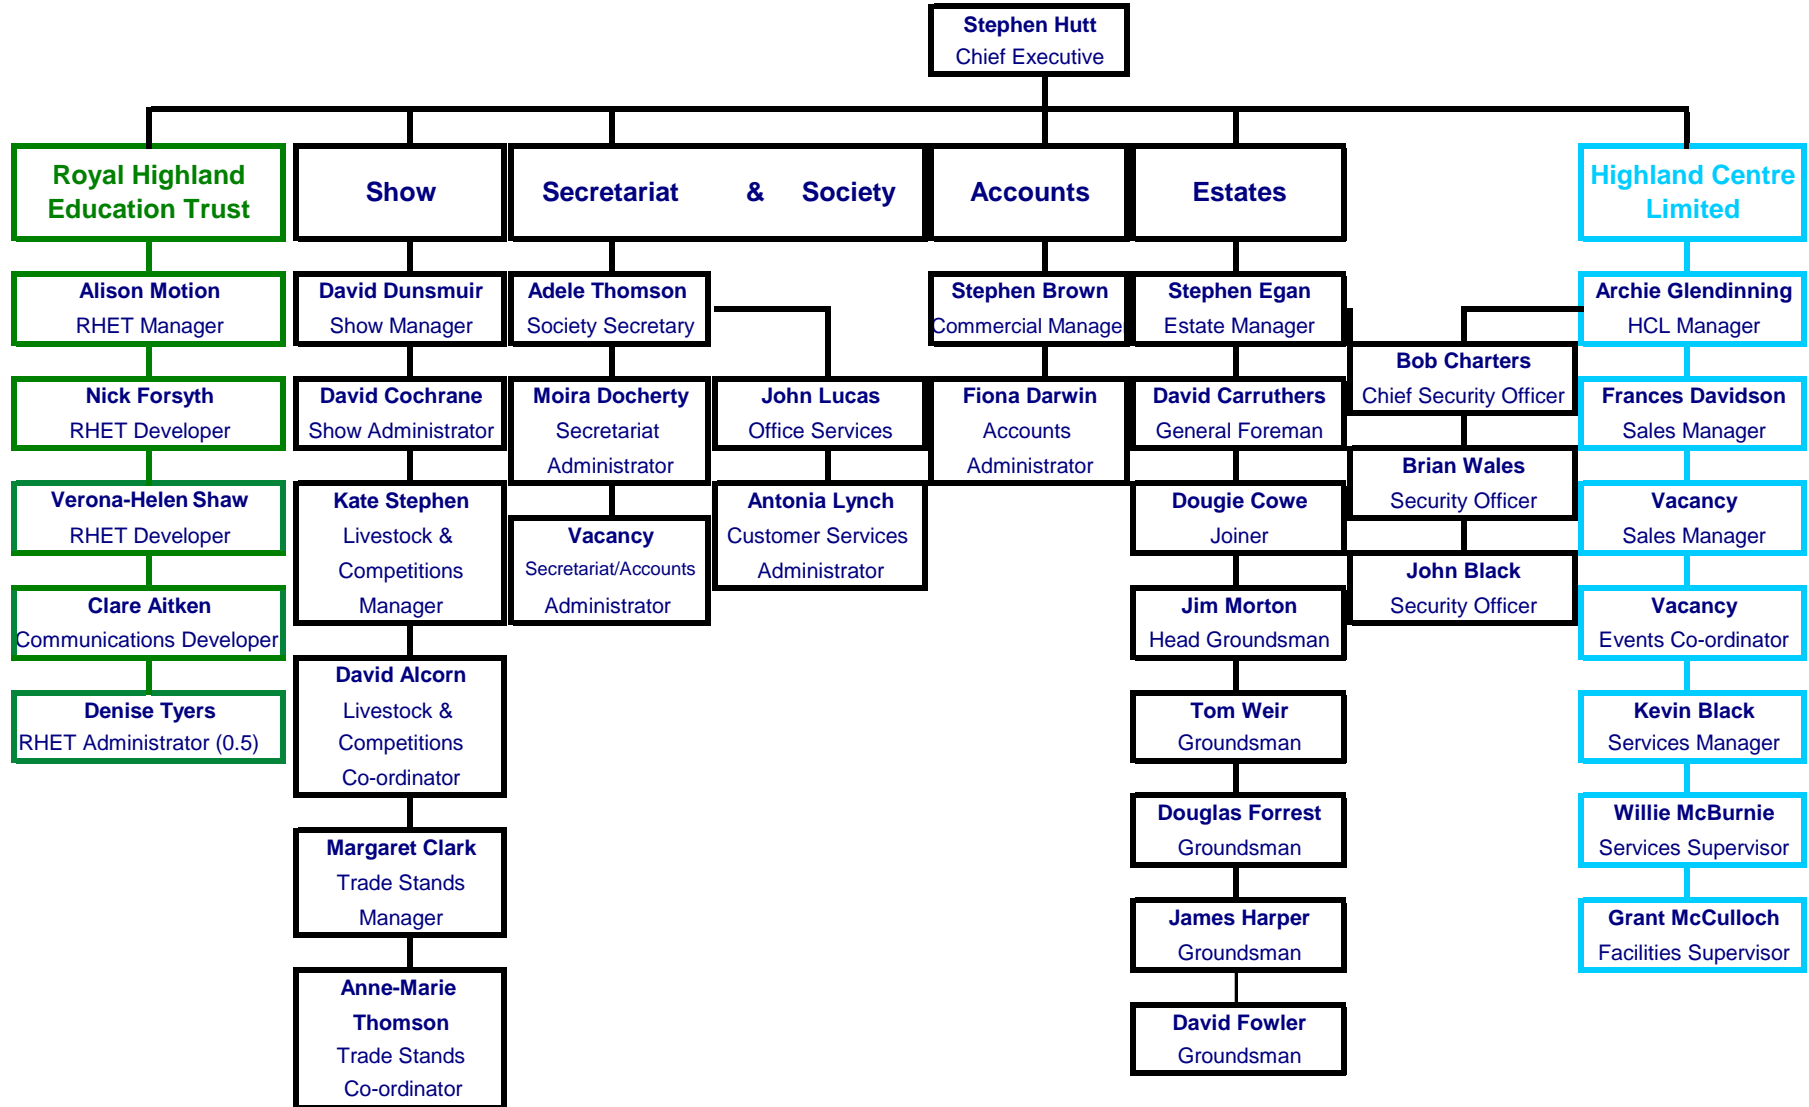 Stephen Hutt
Chief Executive
Royal Highland
Education Trust
Show
Secretariat & Society
Accounts
Estates
Highland Centre
Limited
Alison Motion
RHET Manager
Nick Forsyth
RHET Developer
Verona-Helen Shaw
RHET Developer
Clare Aitken
Communications Developer
Denise Tyers
RHET Administrator (0.5)
David Dunsmuir
Show Manager
David Cochrane
Show Administrator
Kate Stephen
Livestock &
Competitions
Manager
David Alcorn
Livestock &
Competitions
Co-ordinator
Margaret Clark
Trade Stands
Manager
Anne-Marie
Thomson
Trade Stands
Co-ordinator
Adele Thomson
Society Secretary
Moira Docherty
Secretariat
Administrator
Vacancy
Secretariat/Accounts
Administrator
John Lucas
Office Services
Antonia Lynch
Customer Services
Administrator
Stephen Brown
Commercial Manage
Fiona Darwin
Accounts
Administrator
Stephen Egan
Estate Manager
David Carruthers
General Foreman
Dougie Cowe
Joiner
Jim Morton
Head Groundsman
Tom Weir
Groundsman
Douglas Forrest
Groundsman
James Harper
Groundsman
David Fowler
Groundsman
Bob Charters
Chief Security Officer
Brian Wales
Security Officer
John Black
Security Officer
Archie Glendinning
HCL Manager
Frances Davidson
Sales Manager
Vacancy
Sales Manager
Vacancy
Events Co-ordinator
Kevin Black
Services Manager
Willie McBurnie
Services Supervisor
Grant McCulloch
Facilities Supervisor